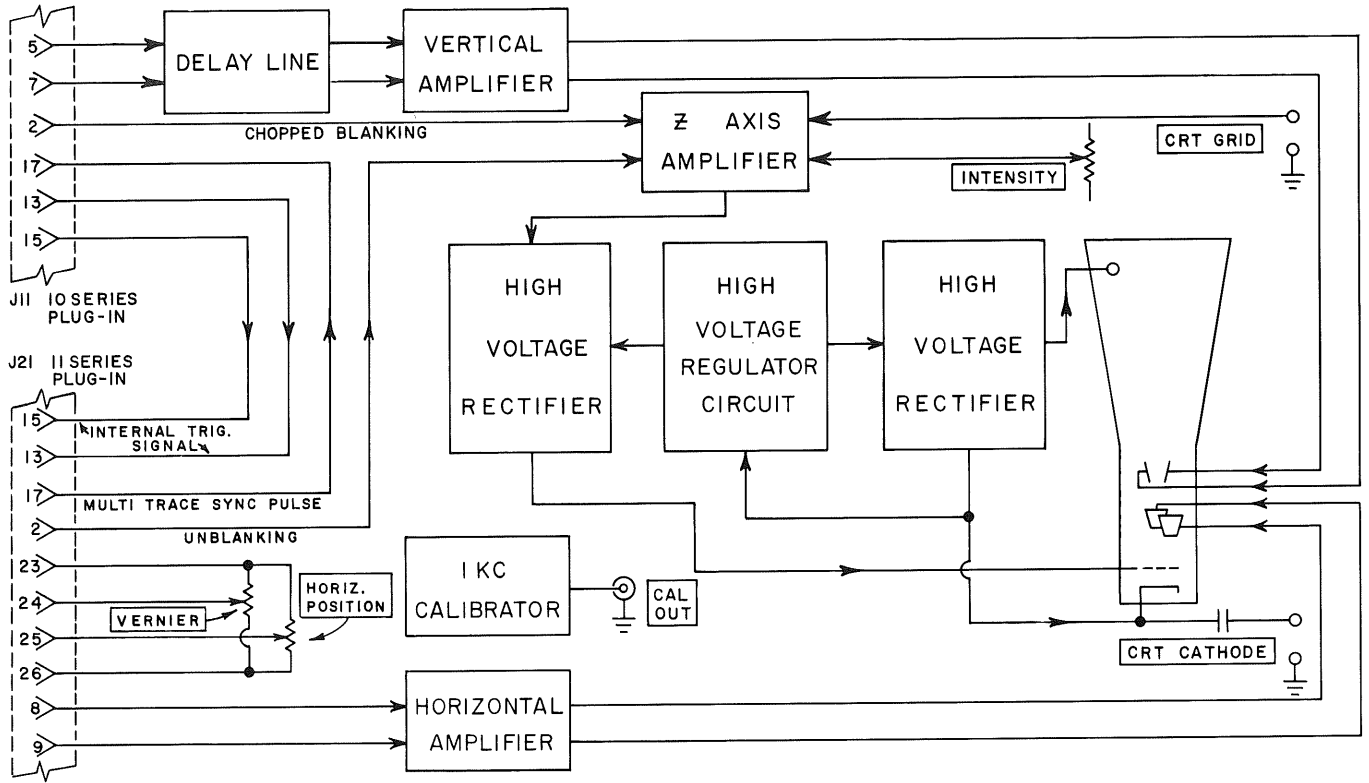 5
7
2
17
13
15
J11 10 SERIES
PLUG-IN
DELAY LINE
VERTICAL
AMPLIFIER
CHOPPED BLANKING
Z AXIS
AMPLIFIER
CRT GRID
INTENSITY
HIGH
VOLTAGE
RECTIFIER
HIGH
VOLTAGE
REGULATOR
CIRCUIT
HIGH
VOLTAGE
RECTIFIER
J21 11 SERIES
PLUG-IN
15
INTERNAL TRIG.
SIGNAL
13
17
MULTI TRACE SYNC PULSE
2
UNBLANKING
23
24
25
26
8
9
VERNIER
HORIZ.
POSITION
1 KC
CALIBRATOR
CAL
OUT
CRT CATHODE
HORIZONTAL
AMPLIFIER